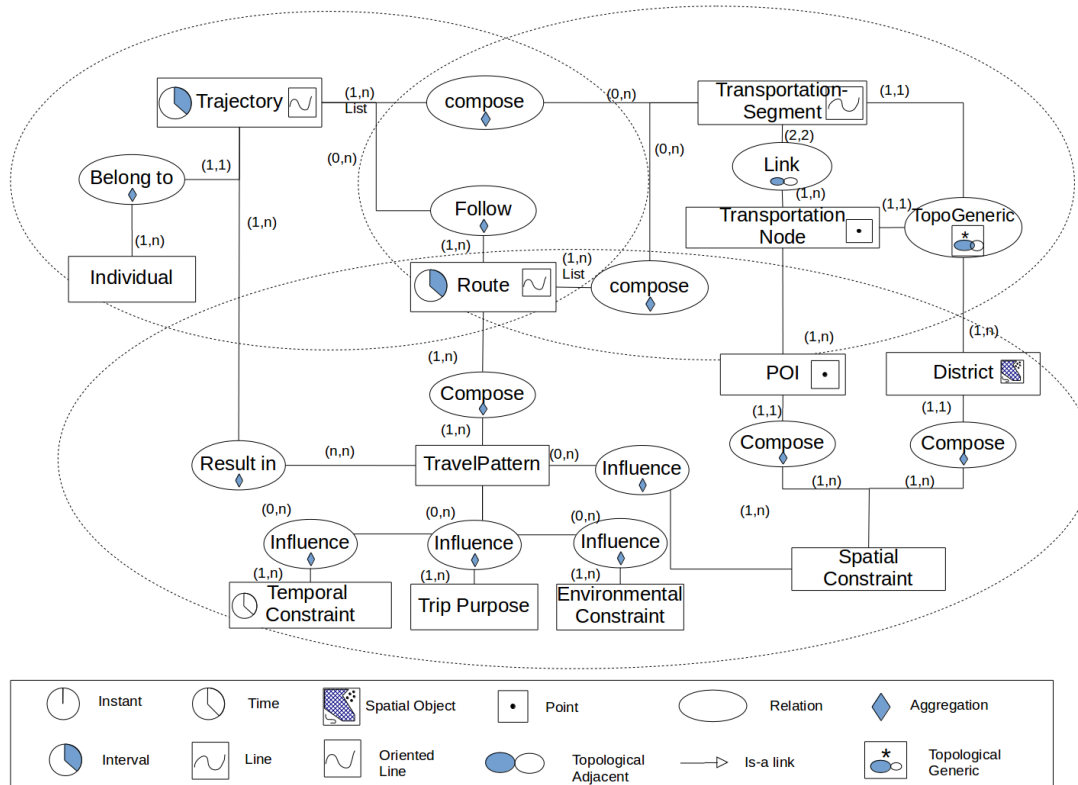 Trajectory
(1,n)
List
compose
(0,n)
Transportation-
Segment
(1,1)
(2,2)
(0,n)
(0,n)
Link
(1,n)
Belong to
(1,1)
Follow
Transportation
Node
(1,1)
TopoGeneric
*
(1,n)
(1,n)
(1,n)
(1,n)
List
Individual
Route
compose
(1,n)
(1,n)
(1,n)
POI
District
(1,1)
(1,1)
Compose
(1,n)
Compose
Compose
Result in
(n,n)
TravelPattern
(0,n)
Influence
(1,n)
(1,n)
(0,n)
(0,n)
(0,n)
(1,n)
Influence
Influence
Influence
Spatial
Constraint
(1,n)
(1,n)
(1,n)
Temporal
Constraint
Trip Purpose
Environmental
Constraint
Instant
Time
Spatial Object
Point
Relation
Aggregation
Interval
Line
Oriented
Line
Topological
Adjacent
Is-a link
*
Topological
Generic